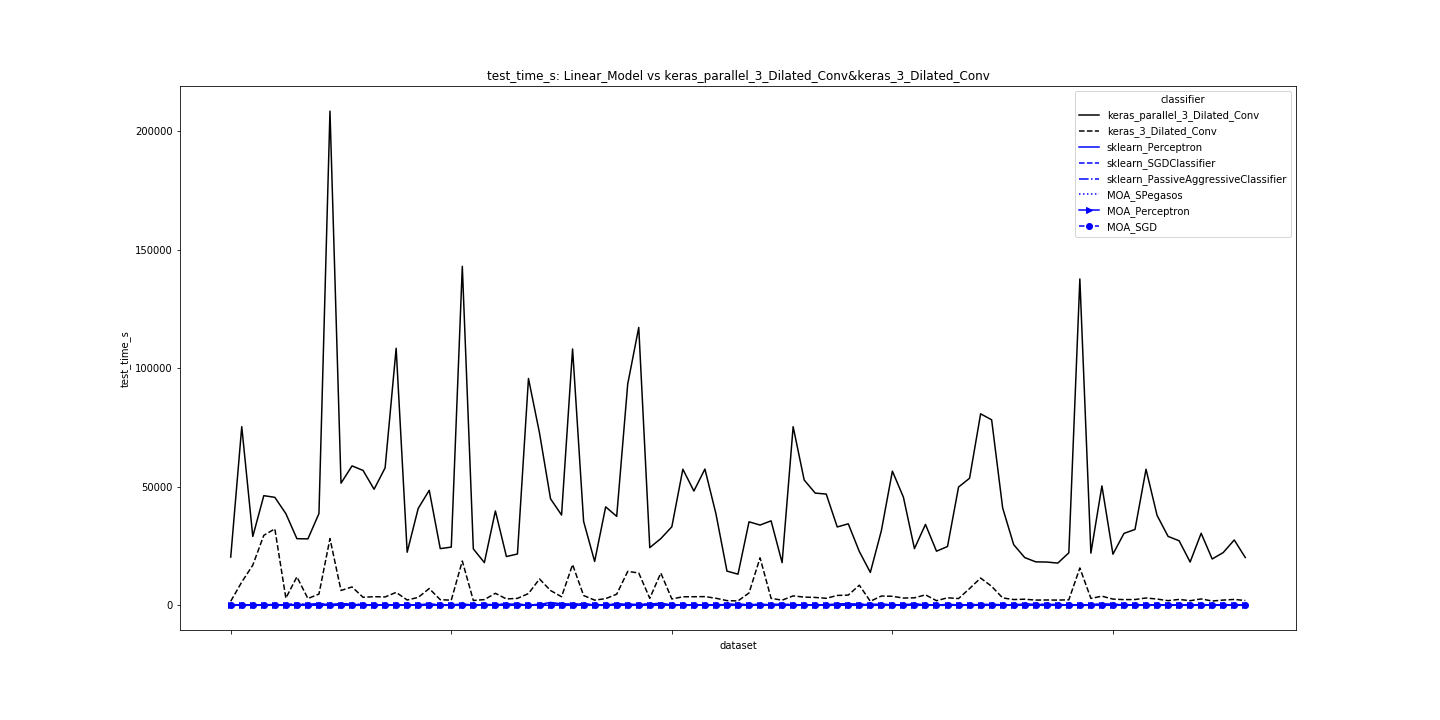 test_time_s: Linear_Model vs keras_parallel_3_Dilated_Conv&keras_3_Dilated_Conv
classifier
keras_parallel_3_Dilated_Conv
keras_3_Dilated_Conv
sklearn_Perceptron
sklearn_SGDClassifier
sklearn_PassiveAggressiveClassifier
MOA_SPegasos
MOA_Perceptron
MOA_SGD
200000
150000
100000
50000
0
test_time_s
dataset